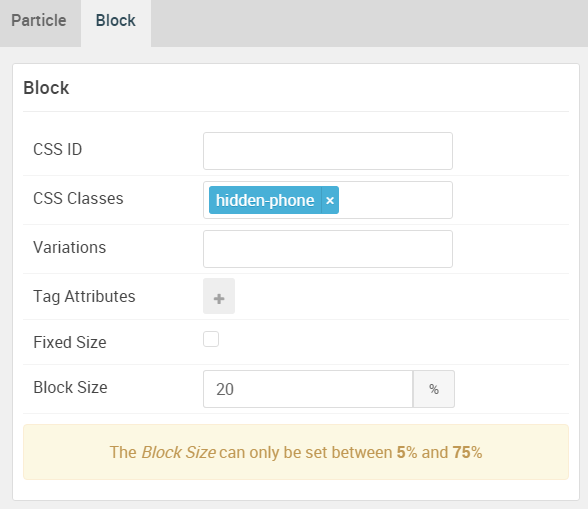 Particle Block
Block
CSS ID
CSS Classes hidden-phone ×
Variations
Tag Attributes +
Fixed Size
Block Size 20 %
The Block Size can only be set between 5% and 75%